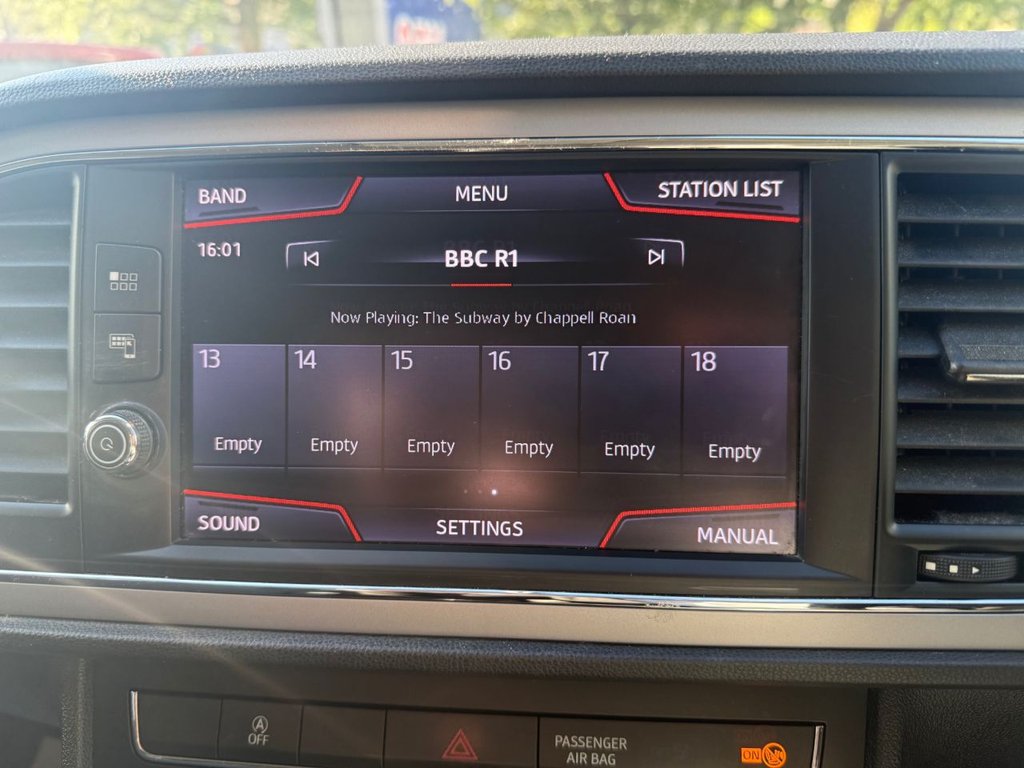 BAND MENU STATION LIST
16:01 BBC R1
Now Playing: The Subway by Chappell Roan
13 14 15 16 17 18
Empty Empty Empty Empty Empty Empty
SOUND SETTINGS MANUAL
A
OFF
PASSENGER
AIR BAG
ON